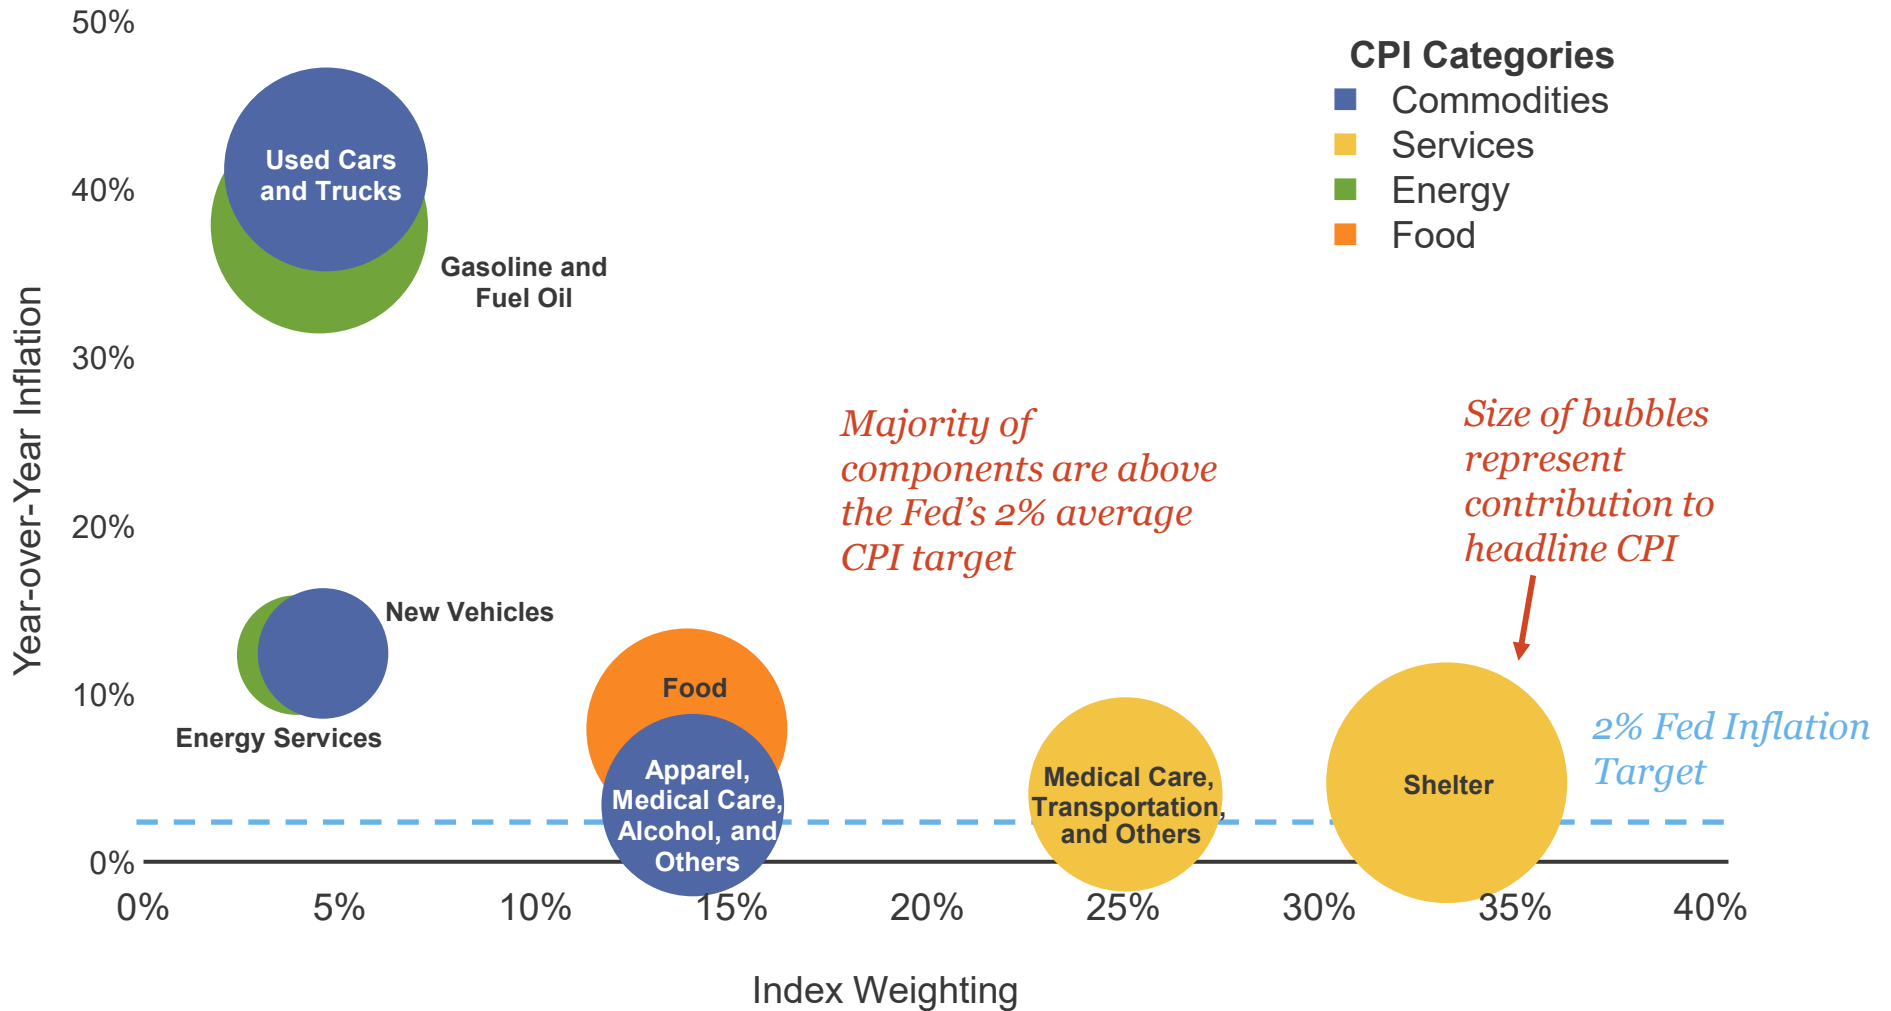 50%
40%
30%
20%
10%
0%
Year-over-Year Inflation
CPI Categories
Commodities
Services
Energy
Food
Used Cars
and Trucks
Gasoline and
Fuel Oil
Majority of
components are above
the Fed's 2% average
CPI target
Size of bubbles
represent
contribution to
headline CPI
New Vehicles
Energy Services
Food
Apparel,
Medical Care,
Alcohol, and
Others
Medical Care,
Transportation,
and Others
Shelter
2% Fed Inflation
Target
0%
5%
10%
15%
20%
25%
30%
35%
40%
Index Weighting